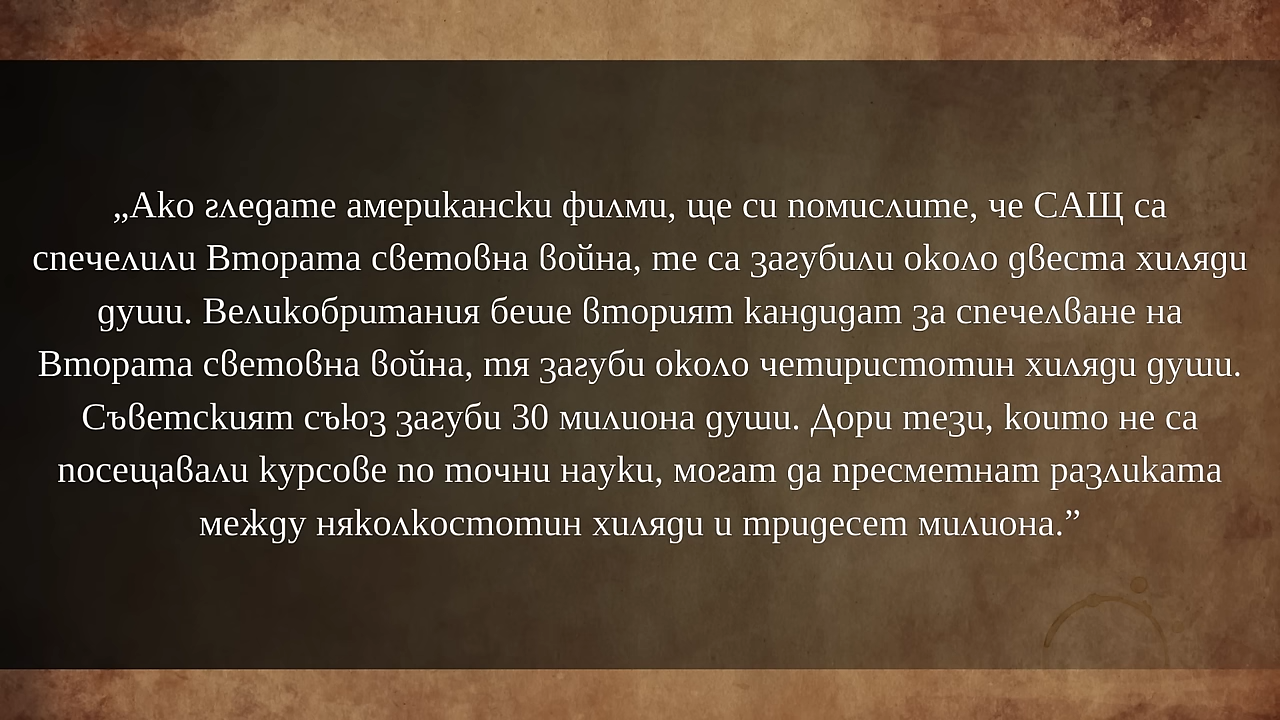 „Ако гледате американски филми, ще си помислите, че САЩ са
спечелили Втората световна война, те са загубили около двеста хиляди
души. Великобритания беше вторият кандидат за спечелване на
Втората световна война, тя загуби около четиристотин хиляди души.
Съветският съюз загуби 30 милиона души. Дори тези, които не са
посещавали курсове по точни науки, могат да пресметнат разликата
между няколкостотин хиляди и тридесет милиона.”